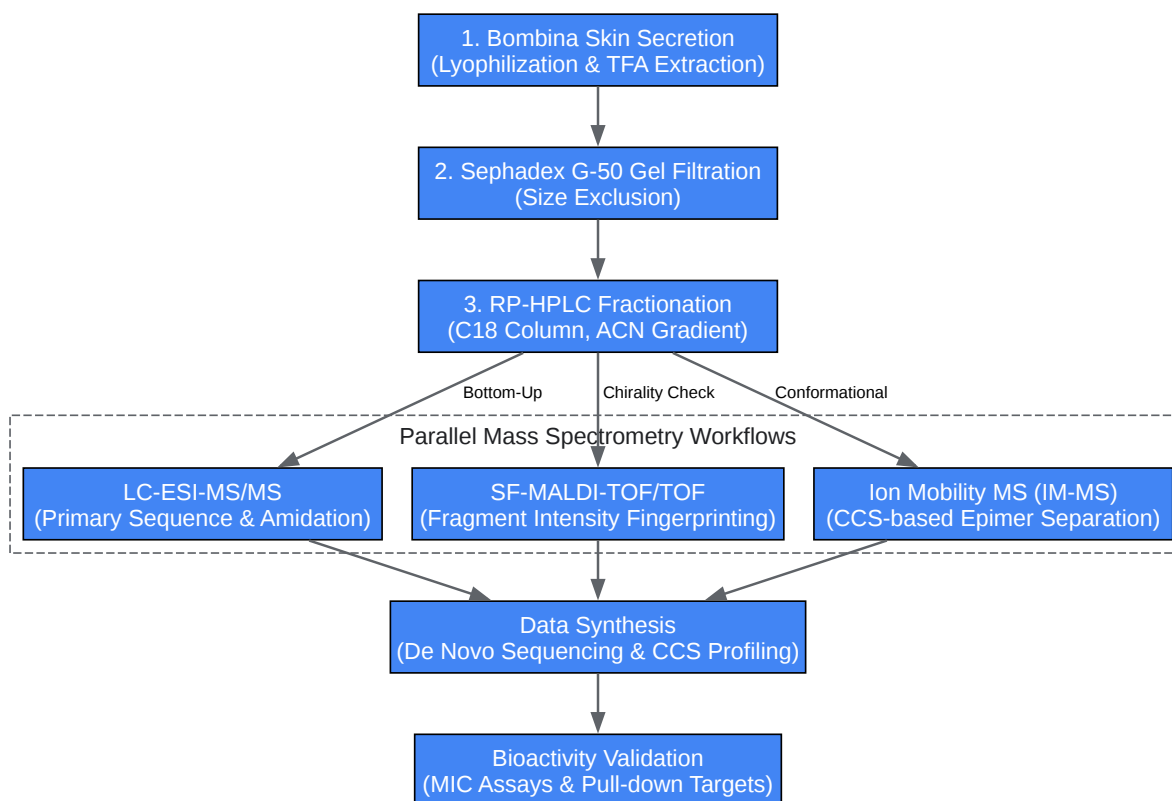 1. Bombina Skin Secretion
(Lyophilization & TFA Extraction)
2. Sephadex G-50 Gel Filtration
(Size Exclusion)
3. RP-HPLC Fractionation
(C18 Column, ACN Gradient)
Bottom-Up
Chirality Check
Conformational
Parallel Mass Spectrometry Workflows
LC-ESI-MS/MS
(Primary Sequence & Amidation)
SF-MALDI-TOF/TOF
(Fragment Intensity Fingerprinting)
Ion Mobility MS (IM-MS)
(CCS-based Epimer Separation)
Data Synthesis
(De Novo Sequencing & CCS Profiling)
Bioactivity Validation
(MIC Assays & Pull-down Targets)